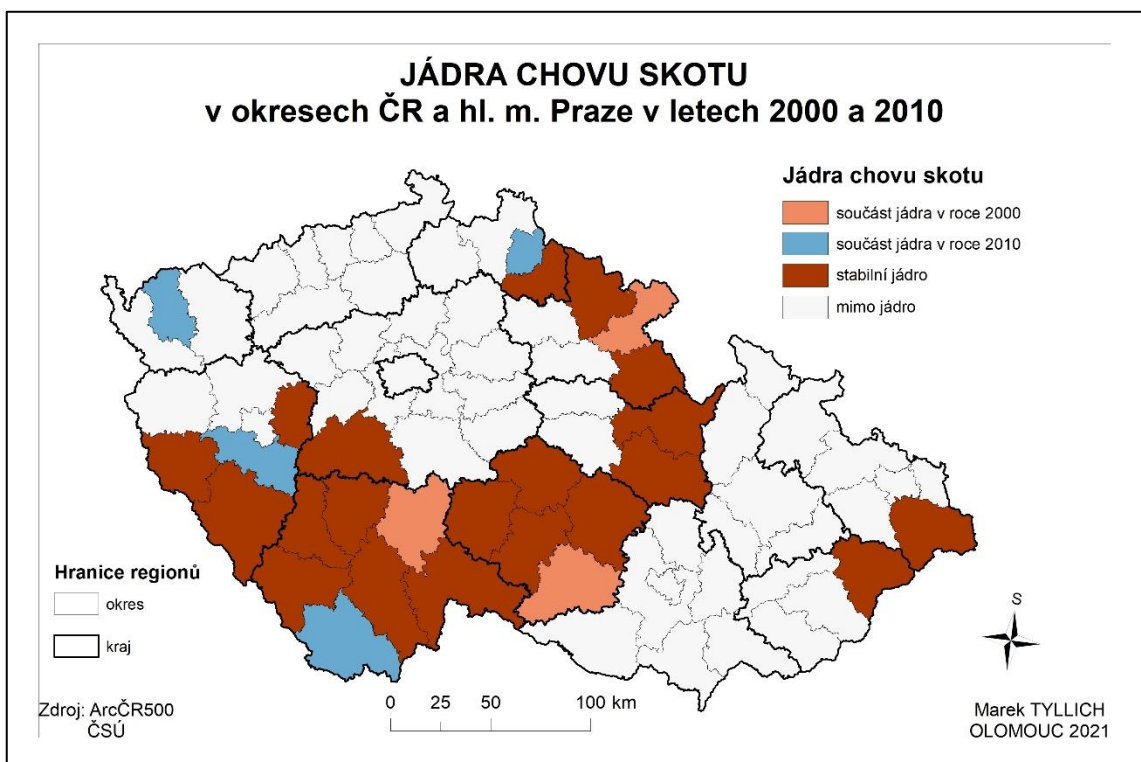 JÁDRA CHOVU SKOTU
v okresech ČR a hl. m. Praze v letech 2000 a 2010
Jádra chovu skotu
součást jádra v roce 2000
součást jádra v roce 2010
stabilní jádro
mimo jádro
Hranice regionů
okres
kraj
S
Zdroj: ArcČR500
ČSÚ
0 25 50 100 km
Marek TYLLICH
OLOMOUC 2021